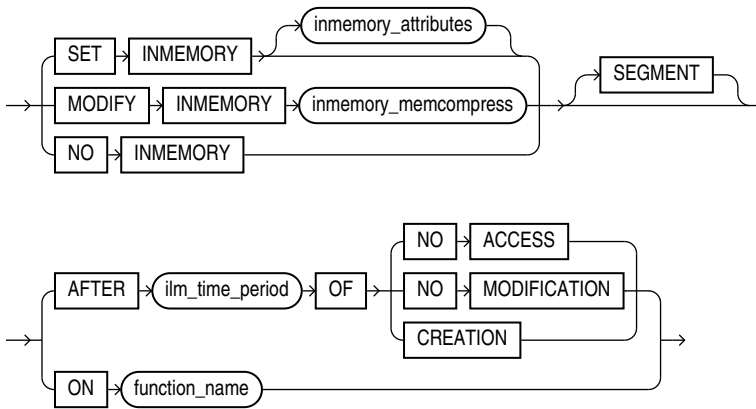 inmemory_attributes
SET INMEMORY
SEGMENT
MODIFY INMEMORY inmemory_memcompress
NO INMEMORY
NO ACCESS
AFTER ilm_time_period OF NO MODIFICATION
CREATION
ON function_name